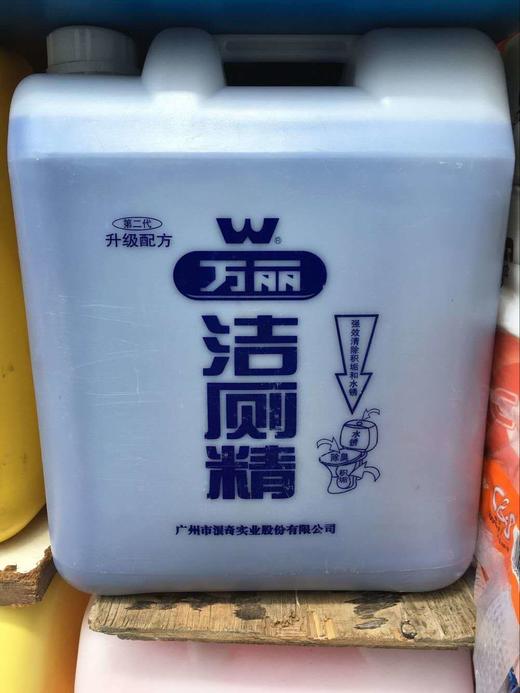 第二代
升级配方
W®
万丽
洁厕精
强效清除积垢和水锈
水锈
除臭
积垢
广州市浪奇实业股份有限公司